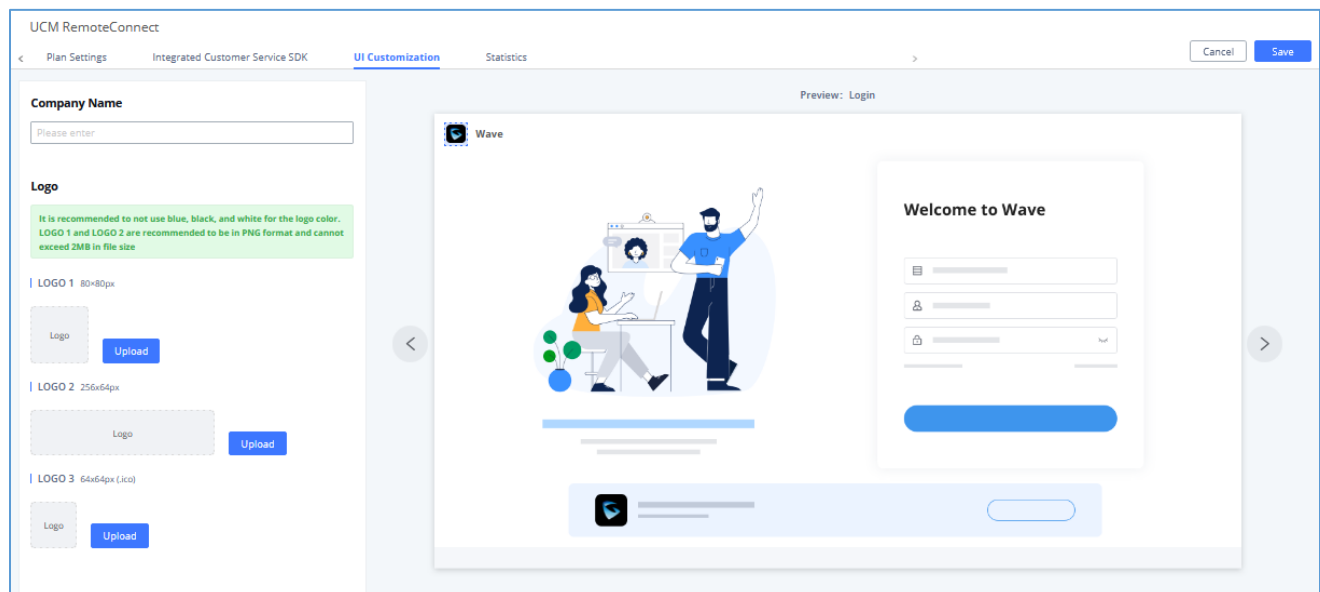 UCM RemoteConnect
Plan Settings Integrated Customer Service SDK UI Customization Statistics Cancel Save
Company Name
Please enter
Logo
It is recommended to not use blue, black, and white for the logo color.
LOGO 1 and LOGO 2 are recommended to be in PNG format and cannot
exceed 2MB in file size
LOGO 1 80×80px
Logo
Upload
LOGO 2 256x64px
Logo
Upload
LOGO 3 64x64px (.ico)
Logo
Upload
Preview: Login
Wave
Welcome to Wave